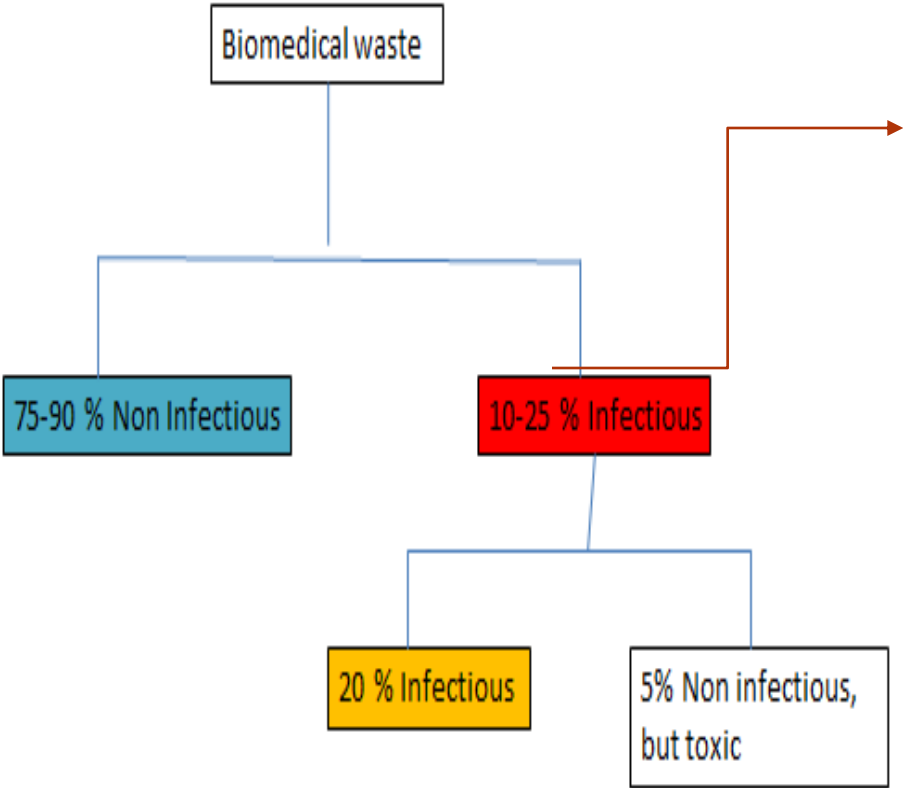 Biomedical waste
75-90 % Non Infectious
10-25 % Infectious
20 % Infectious
5% Non infectious,
but toxic